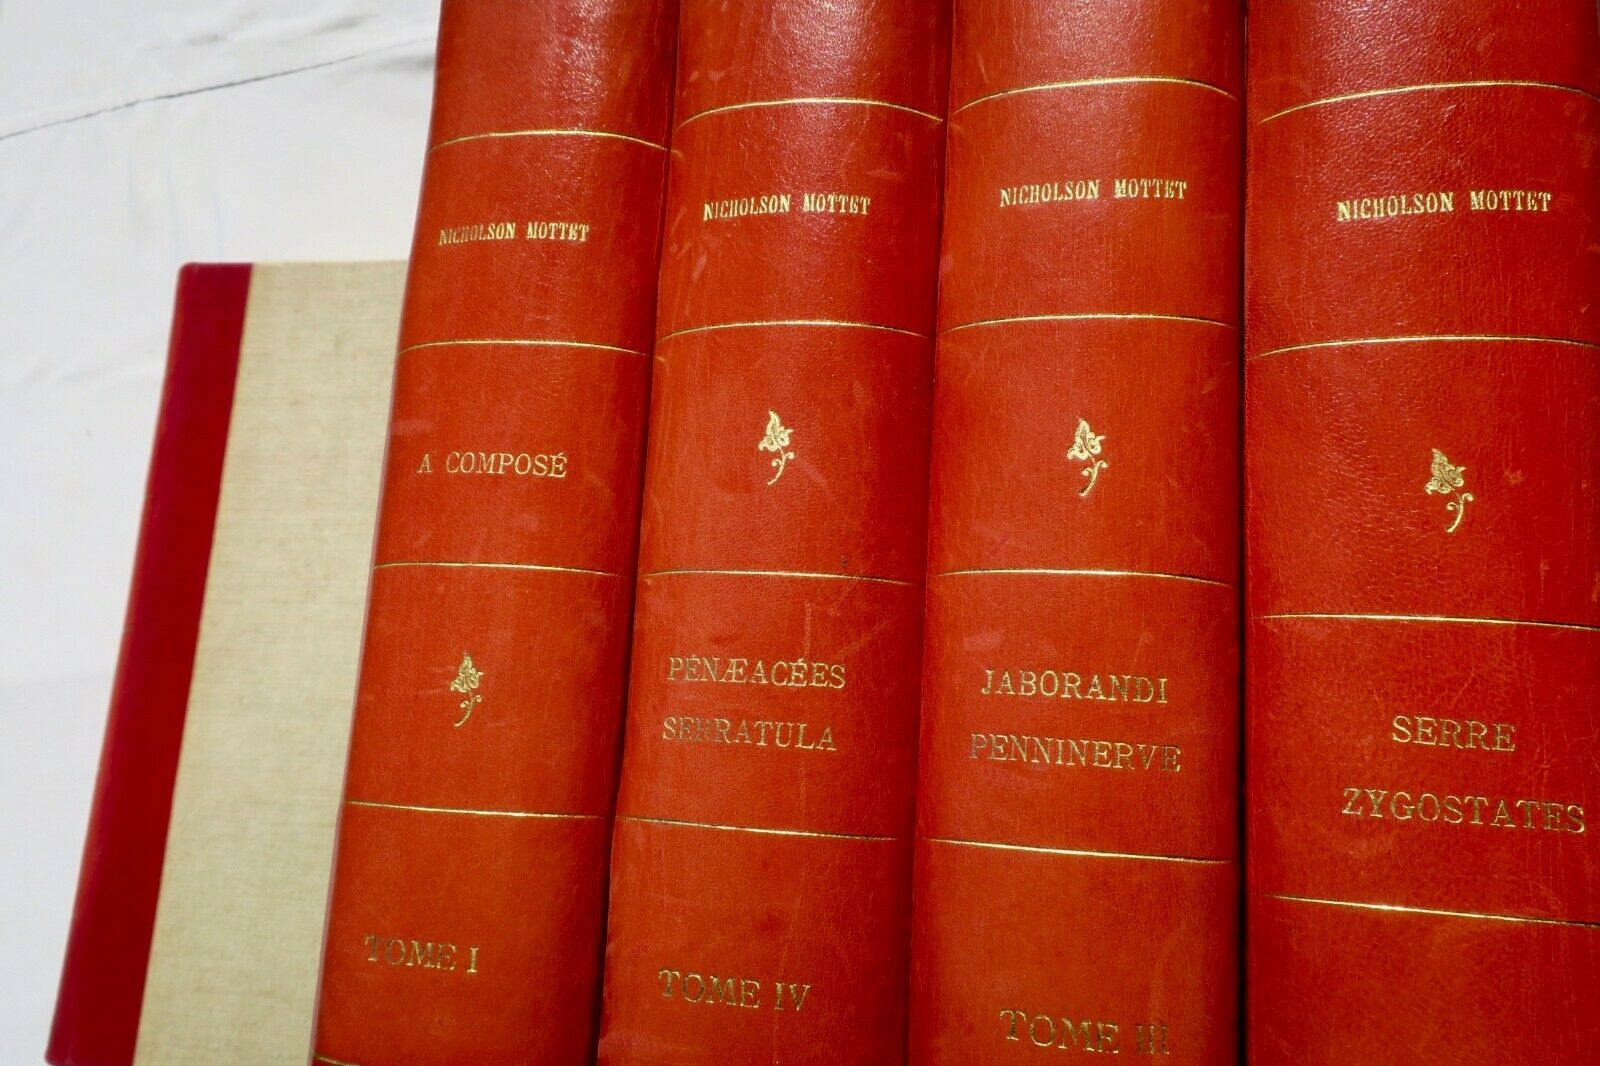 NICHOLSON MOTTET
A COMPOSÉ
TOME I
NICHOLSON MOTTET
PÉNÆACÉES
SERRATULA
TOME IV
NICHOLSON MOTTET
JABORANDI
PENNINERVE
TOME III
NICHOLSON MOTTET
SERRE
ZYGOSTATES